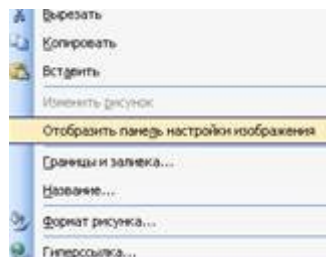 Вырезать
Копировать
Вставить
Изменить рисунок
Отобразить панель настройки изображения
Границы и заливка...
Название...
Формат рисунка...
Гиперссылка...